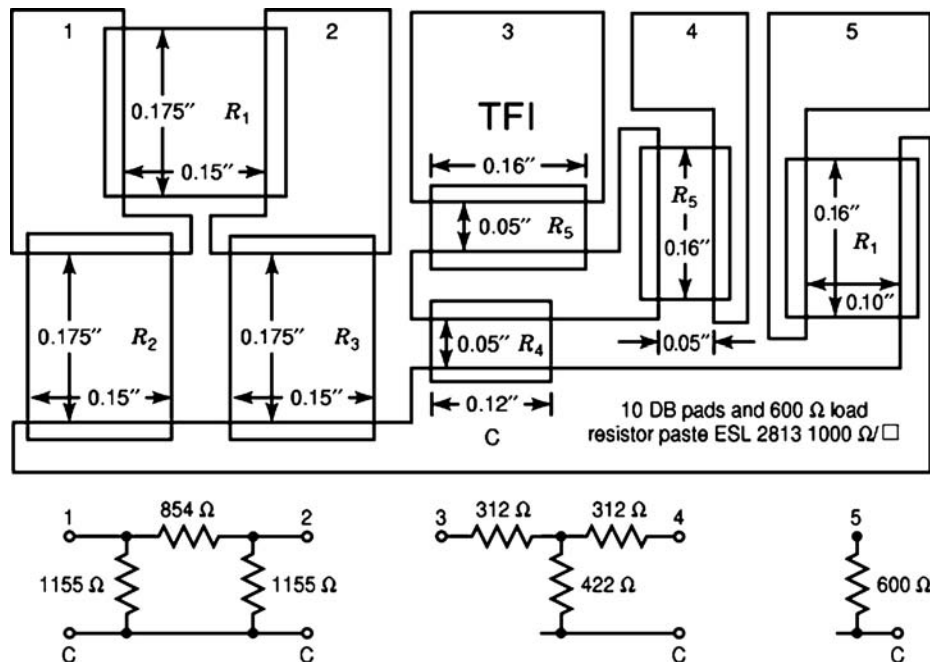 1
2
3
4
5
0.175″
R₁
0.15″
TFI
0.16″
0.05″
R₅
R₅
0.16″
0.05″
0.16″
R₁
0.10″
0.175″
R₂
0.15″
0.175″
R₃
0.15″
0.05″
R₄
0.12″
C
10 DB pads and 600 Ω load
resistor paste ESL 2813 1000 Ω/□
1
854 Ω
2
1155 Ω
1155 Ω
C
C
3
312 Ω
312 Ω
4
422 Ω
C
5
600 Ω
C